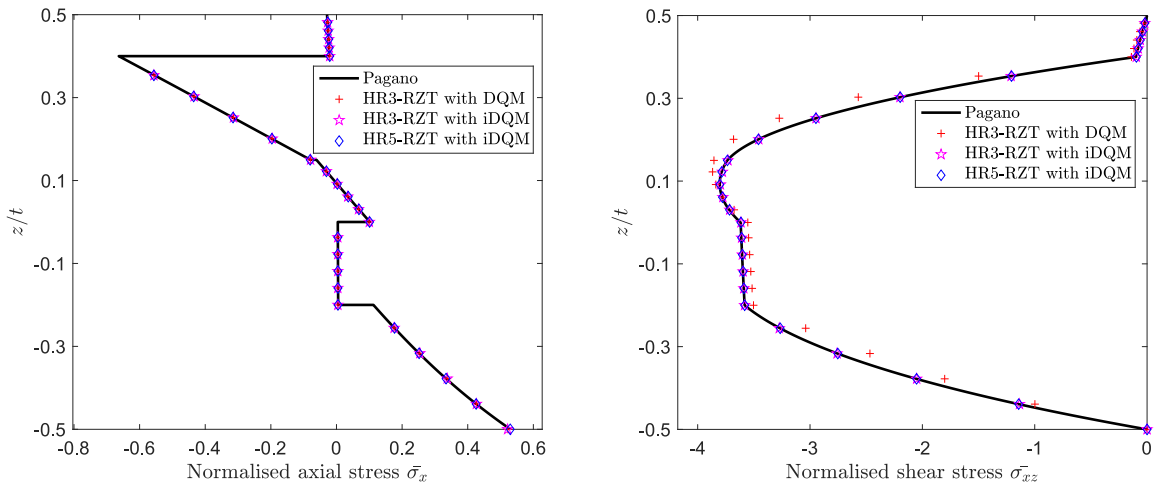 0.5
0.3
0.1
-0.1
-0.3
-0.5
z/t
Pagano
HR3-RZT with DQM
HR3-RZT with iDQM
HR5-RZT with iDQM
-0.8 -0.6 -0.4 -0.2 0 0.2 0.4 0.6
Normalised axial stress σ̄x
0.5
0.3
0.1
-0.1
-0.3
-0.5
z/t
Pagano
HR3-RZT with DQM
HR3-RZT with iDQM
HR5-RZT with iDQM
-4 -3 -2 -1 0
Normalised shear stress σ̄xz